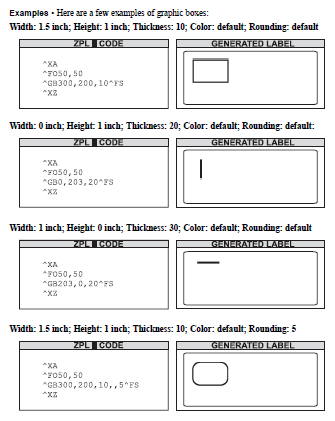 Examples • Here are a few examples of graphic boxes:
Width: 1.5 inch; Height: 1 inch; Thickness: 10; Color: default; Rounding: default
ZPL II CODE
GENERATED LABEL
^XA
^FO50,50
^GB300,200,10^FS
^XZ
Width: 0 inch; Height: 1 inch; Thickness: 20; Color: default; Rounding: default:
ZPL II CODE
GENERATED LABEL
^XA
^FO50,50
^GB0,203,20^FS
^XZ
Width: 1 inch; Height: 0 inch; Thickness: 30; Color: default; Rounding: default
ZPL II CODE
GENERATED LABEL
^XA
^FO50,50
^GB203,0,20^FS
^XZ
Width: 1.5 inch; Height: 1 inch; Thickness: 10; Color: default; Rounding: 5
ZPL II CODE
GENERATED LABEL
^XA
^FO50,50
^GB300,200,10,,5^FS
^XZ